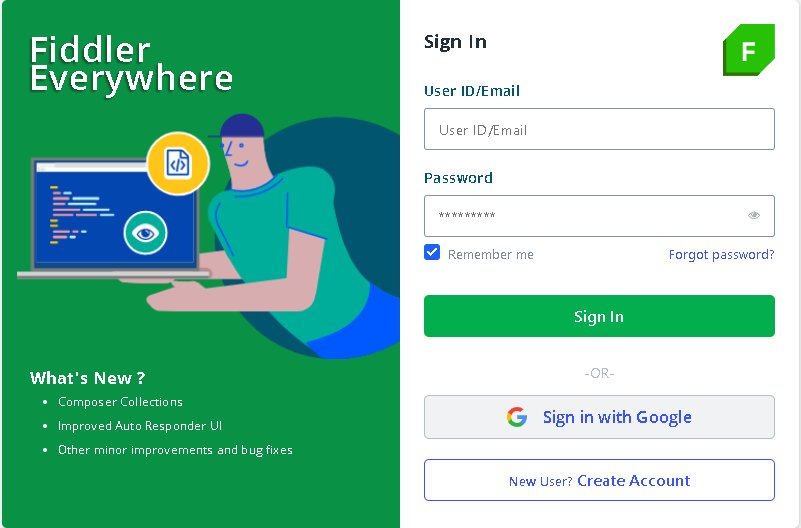 Fiddler
Everywhere
What's New ?
Composer Collections
Improved Auto Responder UI
Other minor improvements and bug fixes
Sign In
F
User ID/Email
User ID/Email
Password
*********
Remember me
Forgot password?
Sign In
-OR-
Sign in with Google
New User? Create Account